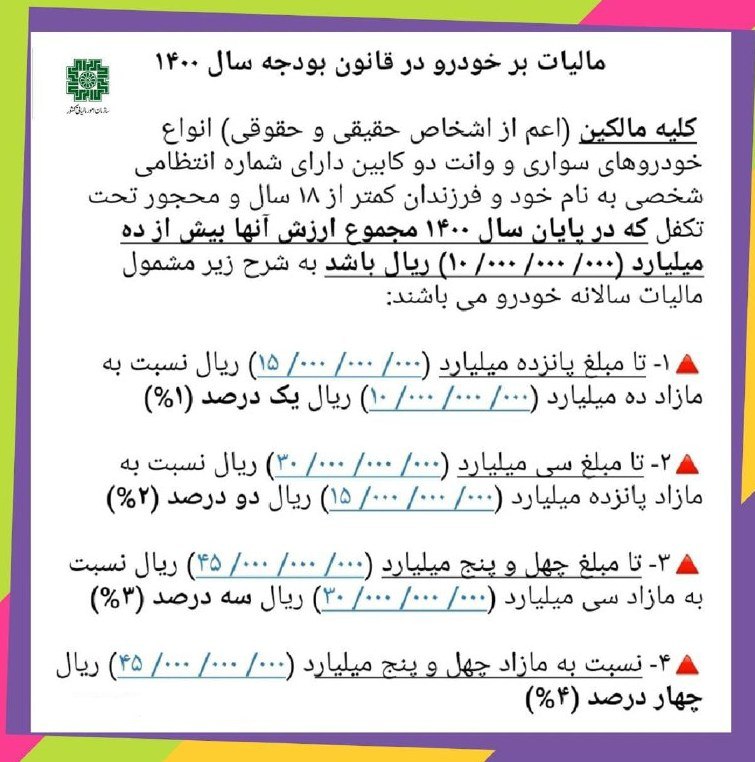 مالیات بر خودرو در قانون بودجه سال ۱۴۰۰
سازمان امور مالیاتی کشور
کلیه مالکین (اعم از اشخاص حقیقی و حقوقی) انواع
خودروهای سواری و وانت دو کابین دارای شماره انتظامی
شخصی به نام خود و فرزندان کمتر از ۱۸ سال و محجور تحت
تکفل که در پایان سال ۱۴۰۰ مجموع ارزش آنها بیش از ده
میلیارد (۱۰/۰۰۰/۰۰۰/۰۰۰) ریال باشد به شرح زیر مشمول
مالیات سالانه خودرو می باشند:
🔺۱- تا مبلغ پانزده میلیارد (۱۵/۰۰۰/۰۰۰/۰۰۰) ریال نسبت به
مازاد ده میلیارد (۱۰/۰۰۰/۰۰۰/۰۰۰) ریال یک درصد (۱%)
🔺۲- تا مبلغ سی میلیارد (۳۰/۰۰۰/۰۰۰/۰۰۰) ریال نسبت به
مازاد پانزده میلیارد (۱۵/۰۰۰/۰۰۰/۰۰۰) ریال دو درصد (۲%)
🔺۳- تا مبلغ چهل و پنج میلیارد (۴۵/۰۰۰/۰۰۰/۰۰۰) ریال نسبت
به مازاد سی میلیارد (۳۰/۰۰۰/۰۰۰/۰۰۰) ریال سه درصد (۳%)
🔺۴- نسبت به مازاد چهل و پنج میلیارد (۴۵/۰۰۰/۰۰۰/۰۰۰) ریال
چهار درصد (۴%)